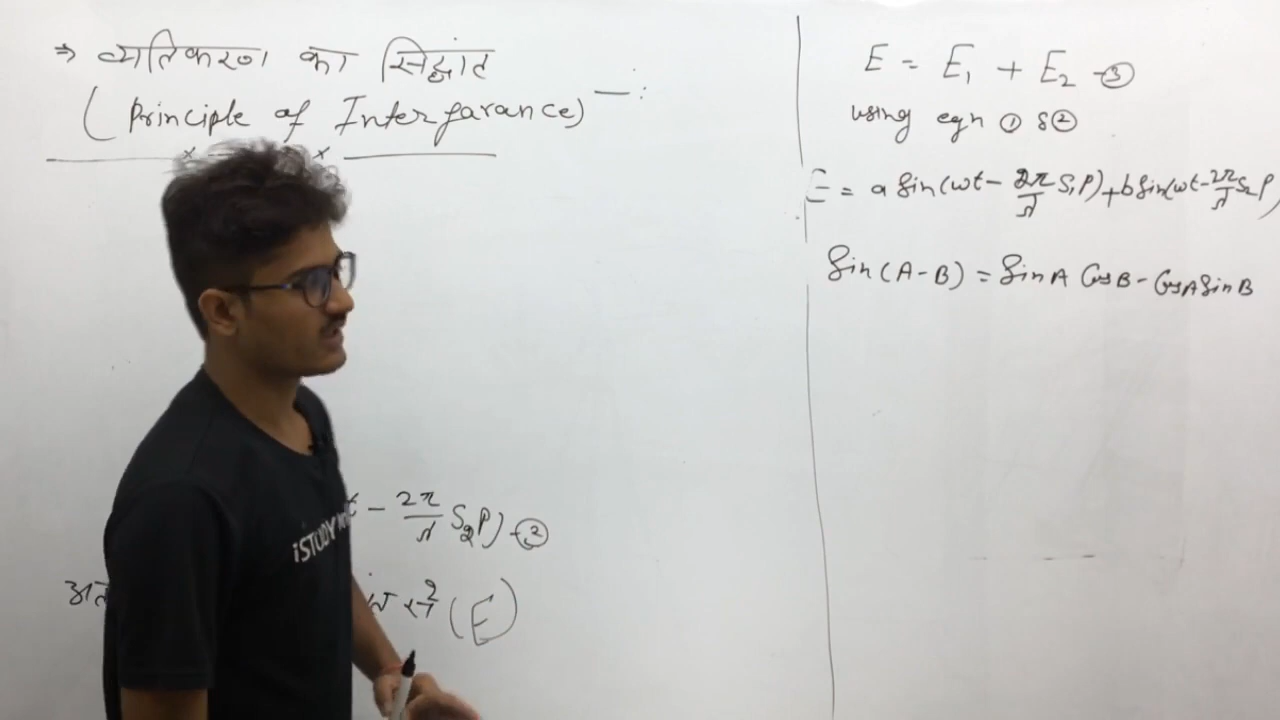 ⇒ व्यतिकरण का सिद्धांत
(Principle of Interfarance) —:
t - 2π/λ S₂P) -②
(E)
iSTUDY
E = E₁ + E₂ -③
using eqn ① & ②
E = a sin(ωt - 2π/λ S₁P) + b sin(ωt - 2π/λ S₂P)
Sin(A-B) = SinA CosB - CosA SinB